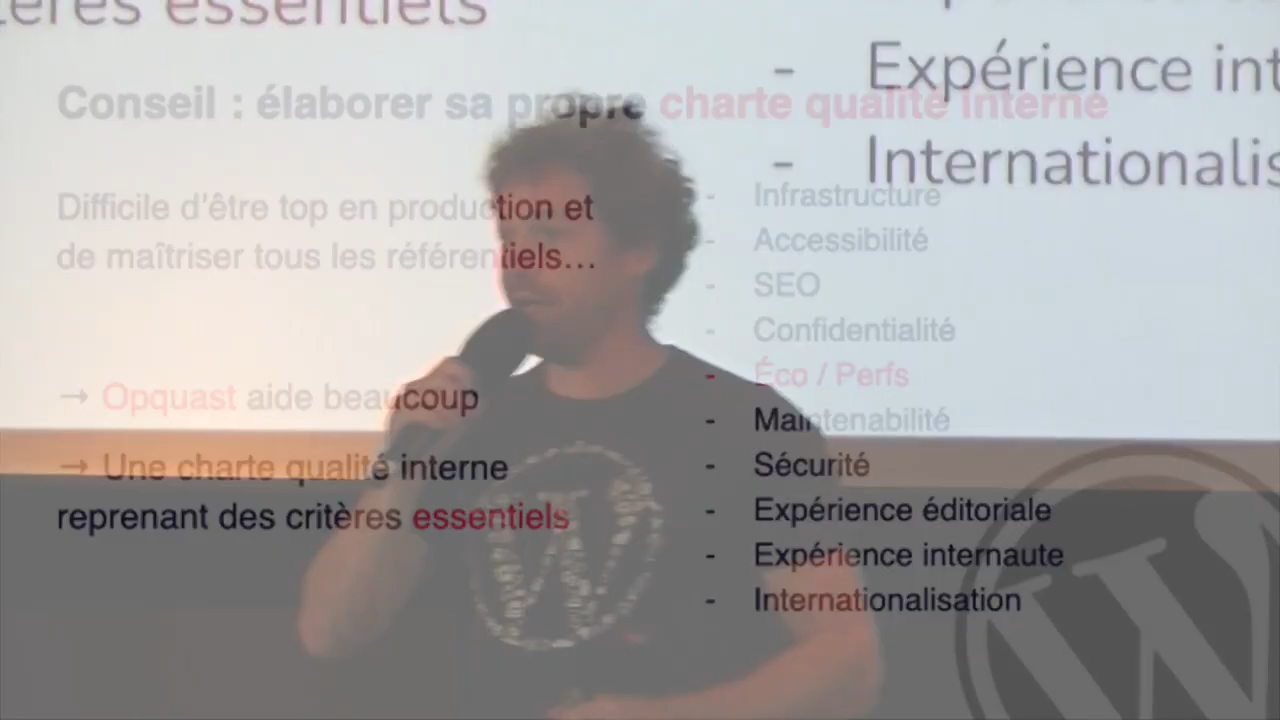 essentiels
- Expérience
- 
Conseil : élaborer sa propre charte qualité interne
Difficile d'être top en production et
de maîtriser tous les référentiels...
→ Opquast aide beaucoup
→ Une charte qualité interne
reprenant des critères essentiels
- Infrastructure
- Accessibilité
- SEO
- Confidentialité
- Éco / Perfs
- Maintenabilité
- Sécurité
- Expérience éditoriale
- Expérience internaute
- Internationalisation